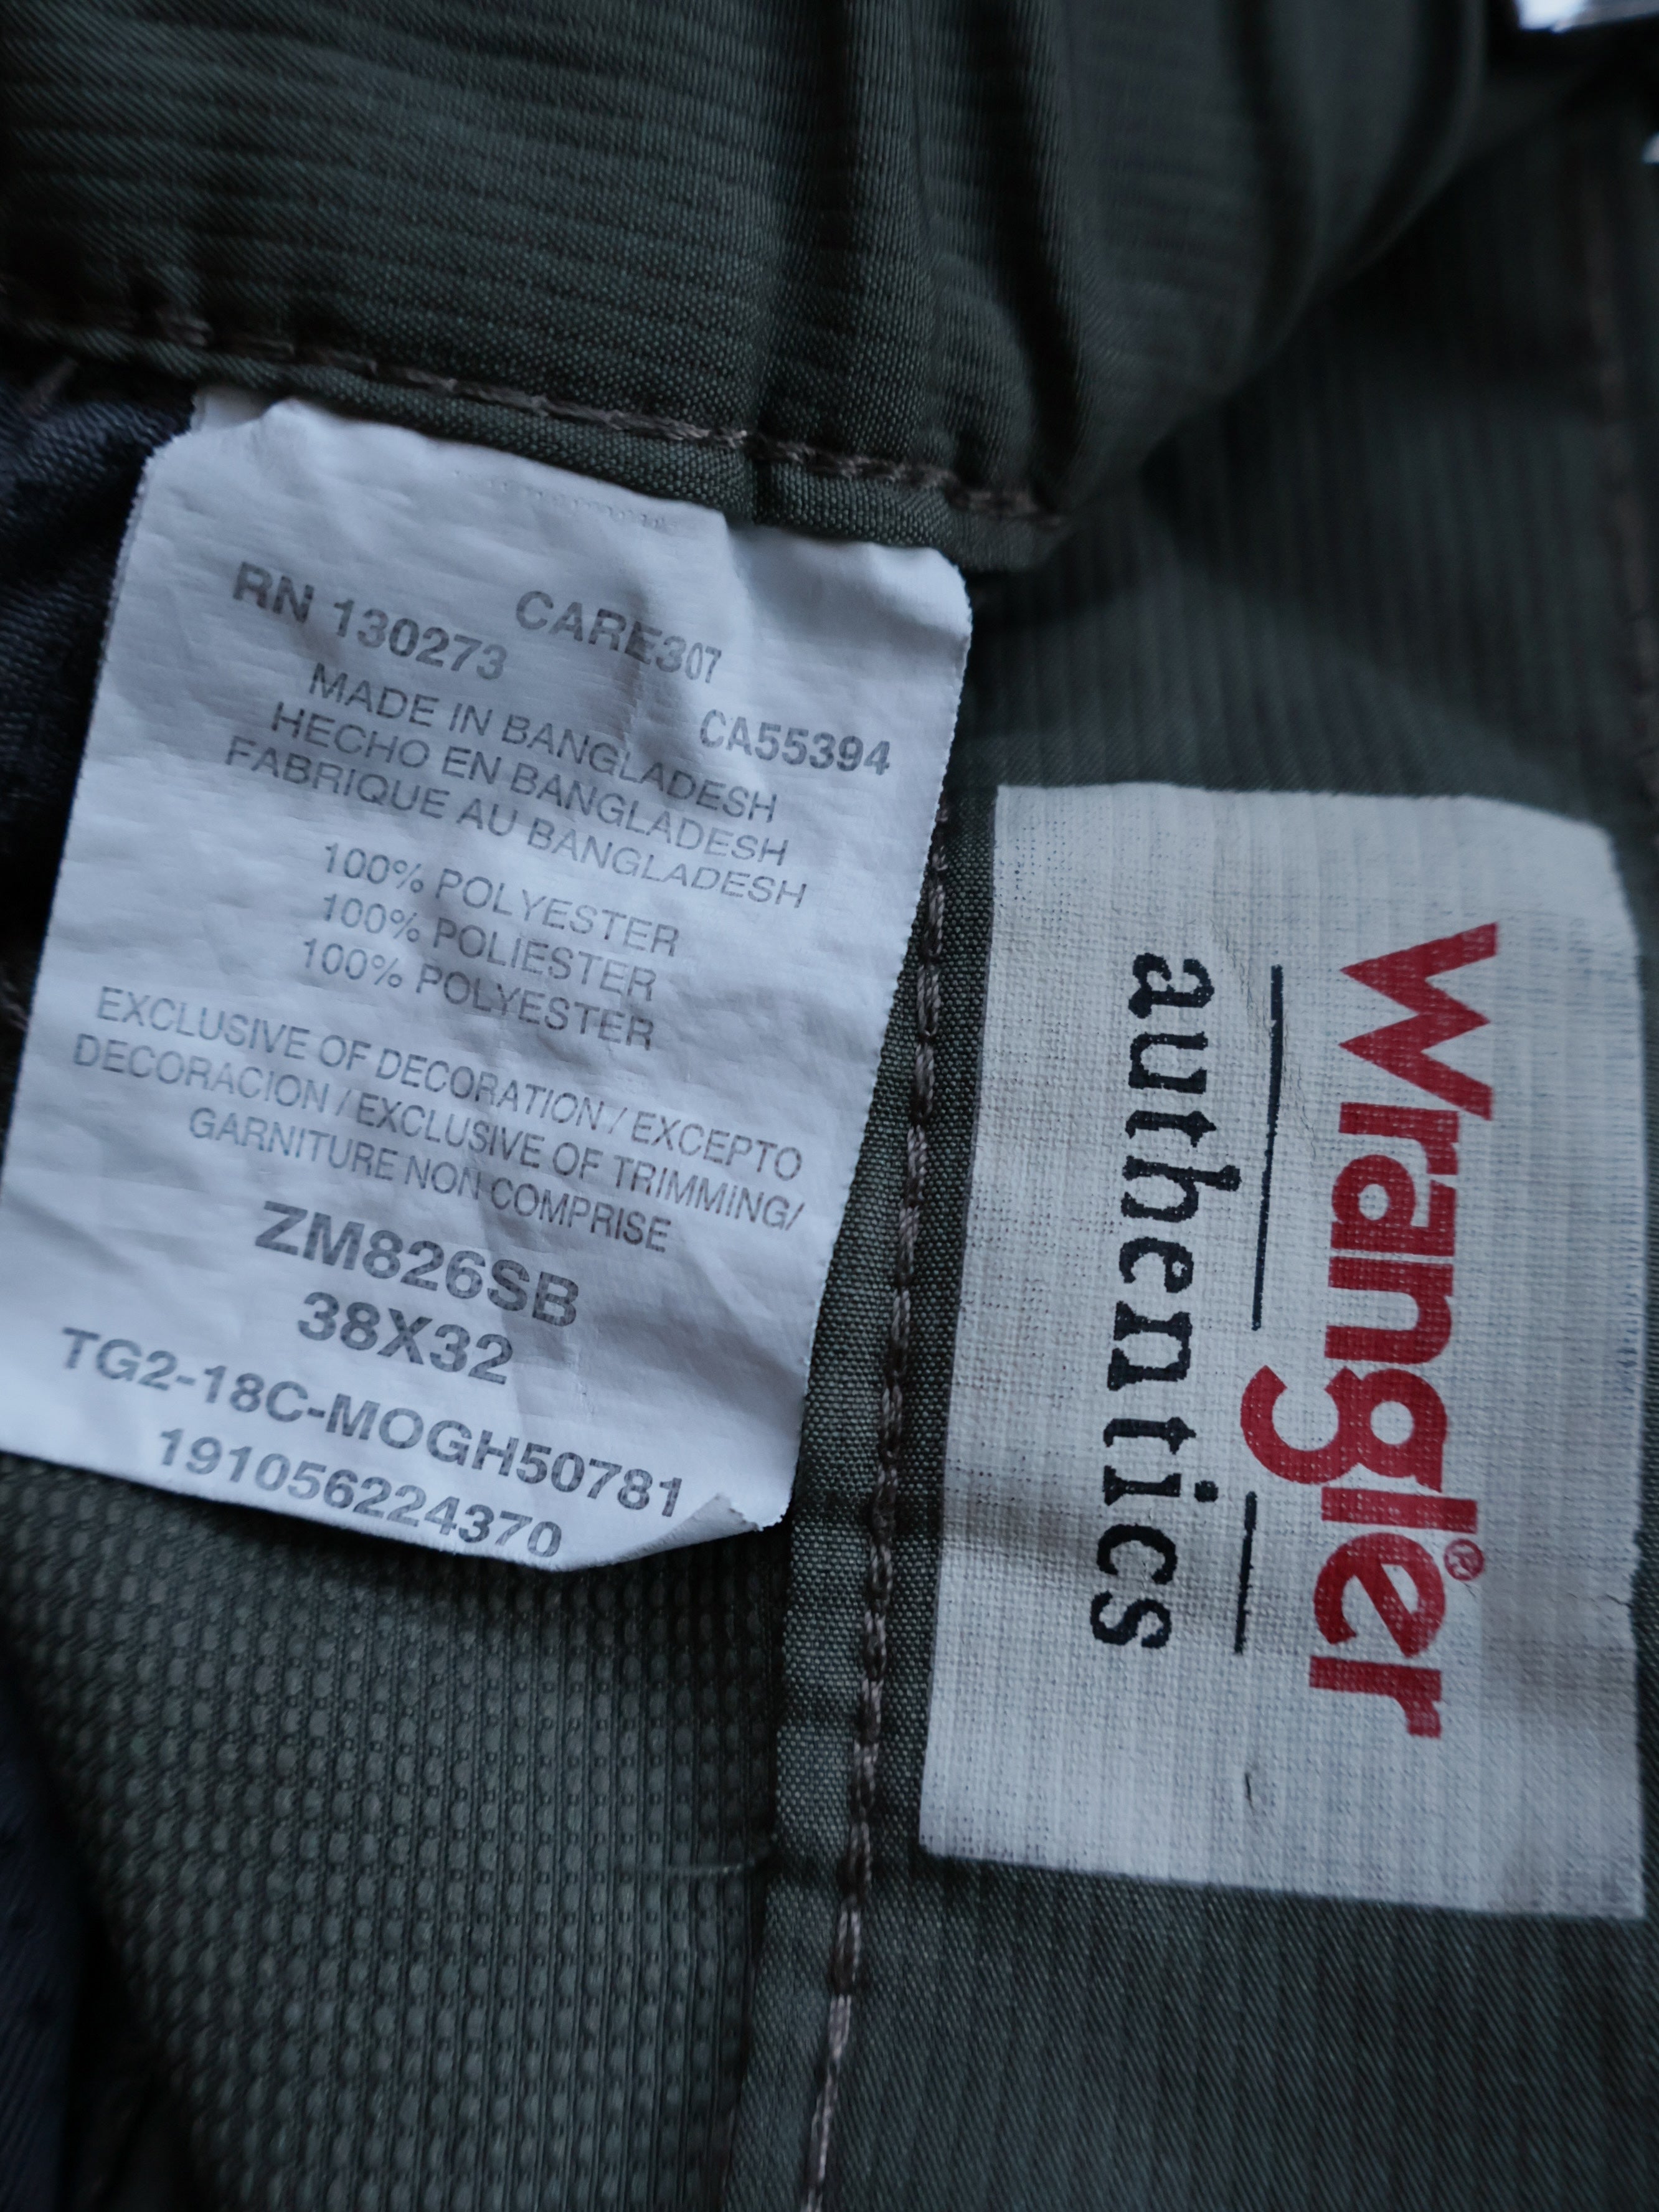 CARE307
RN 130273
CA55394
MADE IN BANGLADESH
HECHO EN BANGLADESH
FABRIQUE AU BANGLADESH
100% POLYESTER
100% POLIESTER
100% POLYESTER
EXCLUSIVE OF DECORATION / EXCEPTO
DECORACION / EXCLUSIVE OF TRIMMING/
GARNITURE NON COMPRISE
ZM826SB
38X32
TG2-18C-MOGH50781
191056224370
Wrangler®
authentics